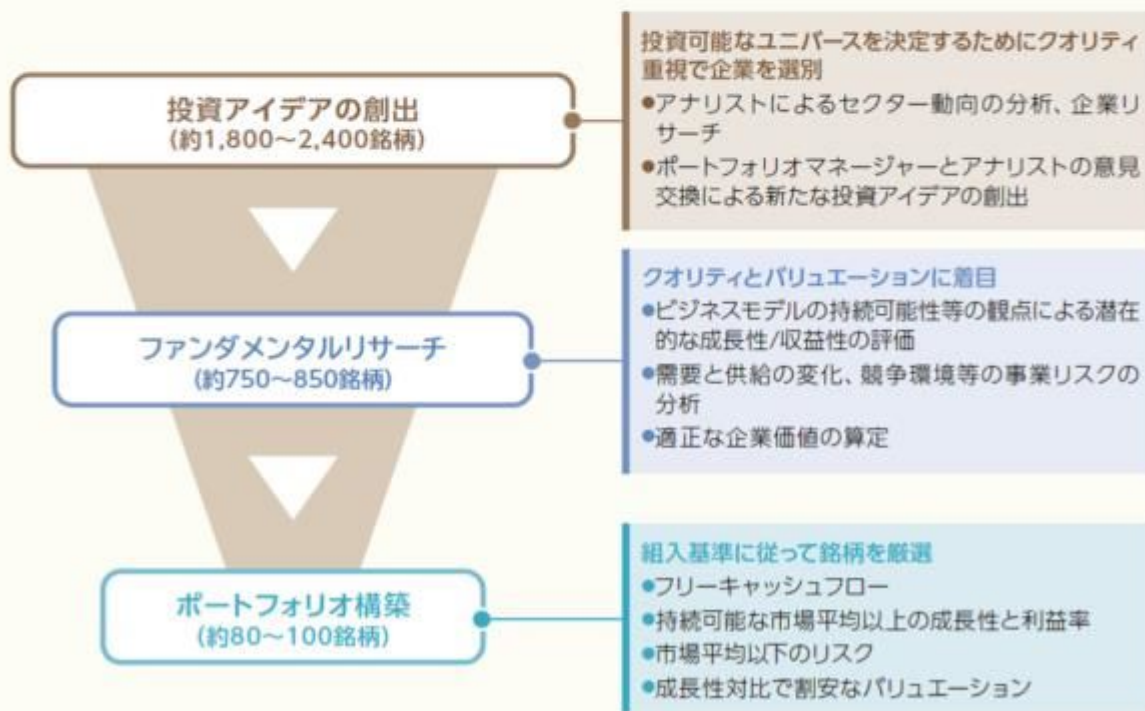 投資アイデアの創出
(約1,800～2,400銘柄)
投資可能なユニバースを決定するためにクオリティ
重視で企業を選別
●アナリストによるセクター動向の分析、企業リ
サーチ
●ポートフォリオマネージャーとアナリストの意見
交換による新たな投資アイデアの創出
ファンダメンタルリサーチ
(約750～850銘柄)
クオリティとバリュエーションに着目
●ビジネスモデルの持続可能性等の観点による潜在
的な成長性/収益性の評価
●需要と供給の変化、競争環境等の事業リスクの
分析
●適正な企業価値の算定
ポートフォリオ構築
(約80～100銘柄)
組入基準に従って銘柄を厳選
●フリーキャッシュフロー
●持続可能な市場平均以上の成長性と利益率
●市場平均以下のリスク
●成長性対比で割安なバリュエーション